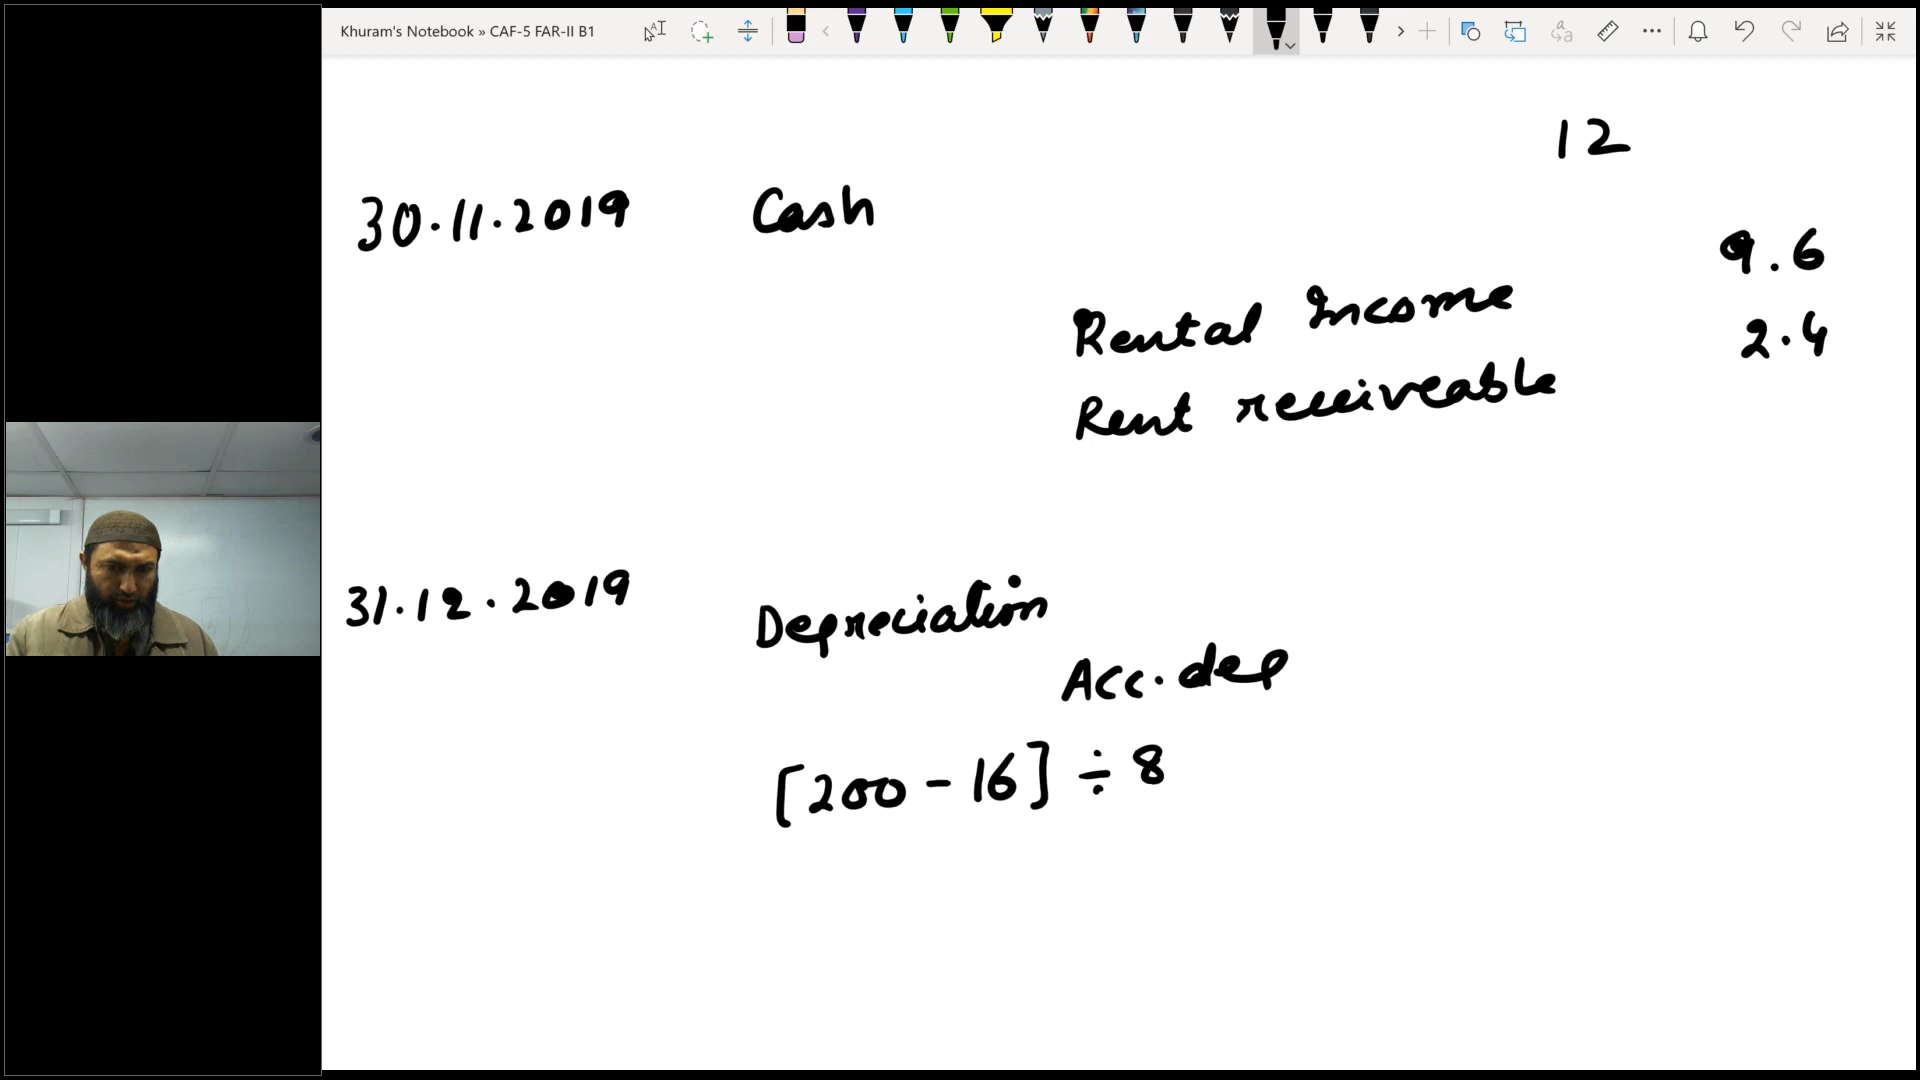 Khuram's Notebook » CAF-5 FAR-II B1
12
30.11.2019 Cash
9.6
Rental Income
2.4
Rent receiveable
31.12.2019 Depreciation
Acc.dep
[200-16] ÷ 8